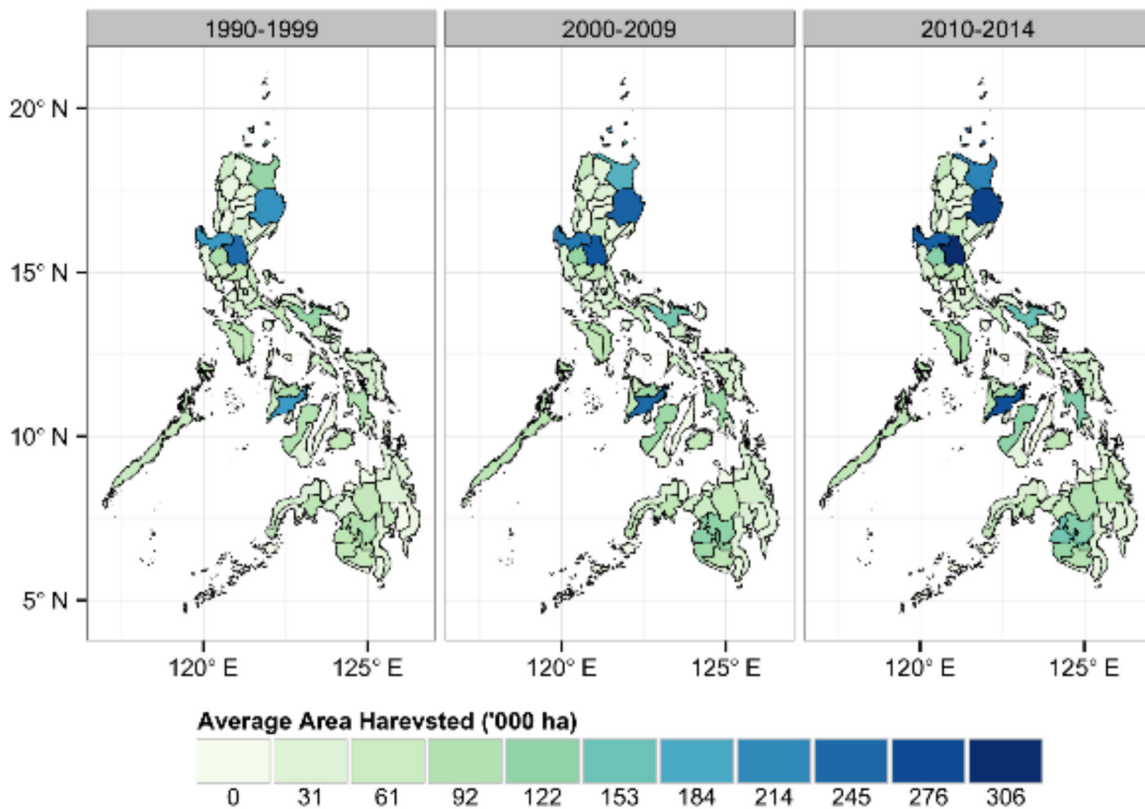 1990-1999 2000-2009 2010-2014
20° N
15° N
10° N
5° N
120° E 125° E 120° E 125° E 120° E 125° E
Average Area Harevsted ('000 ha)
0 31 61 92 122 153 184 214 245 276 306